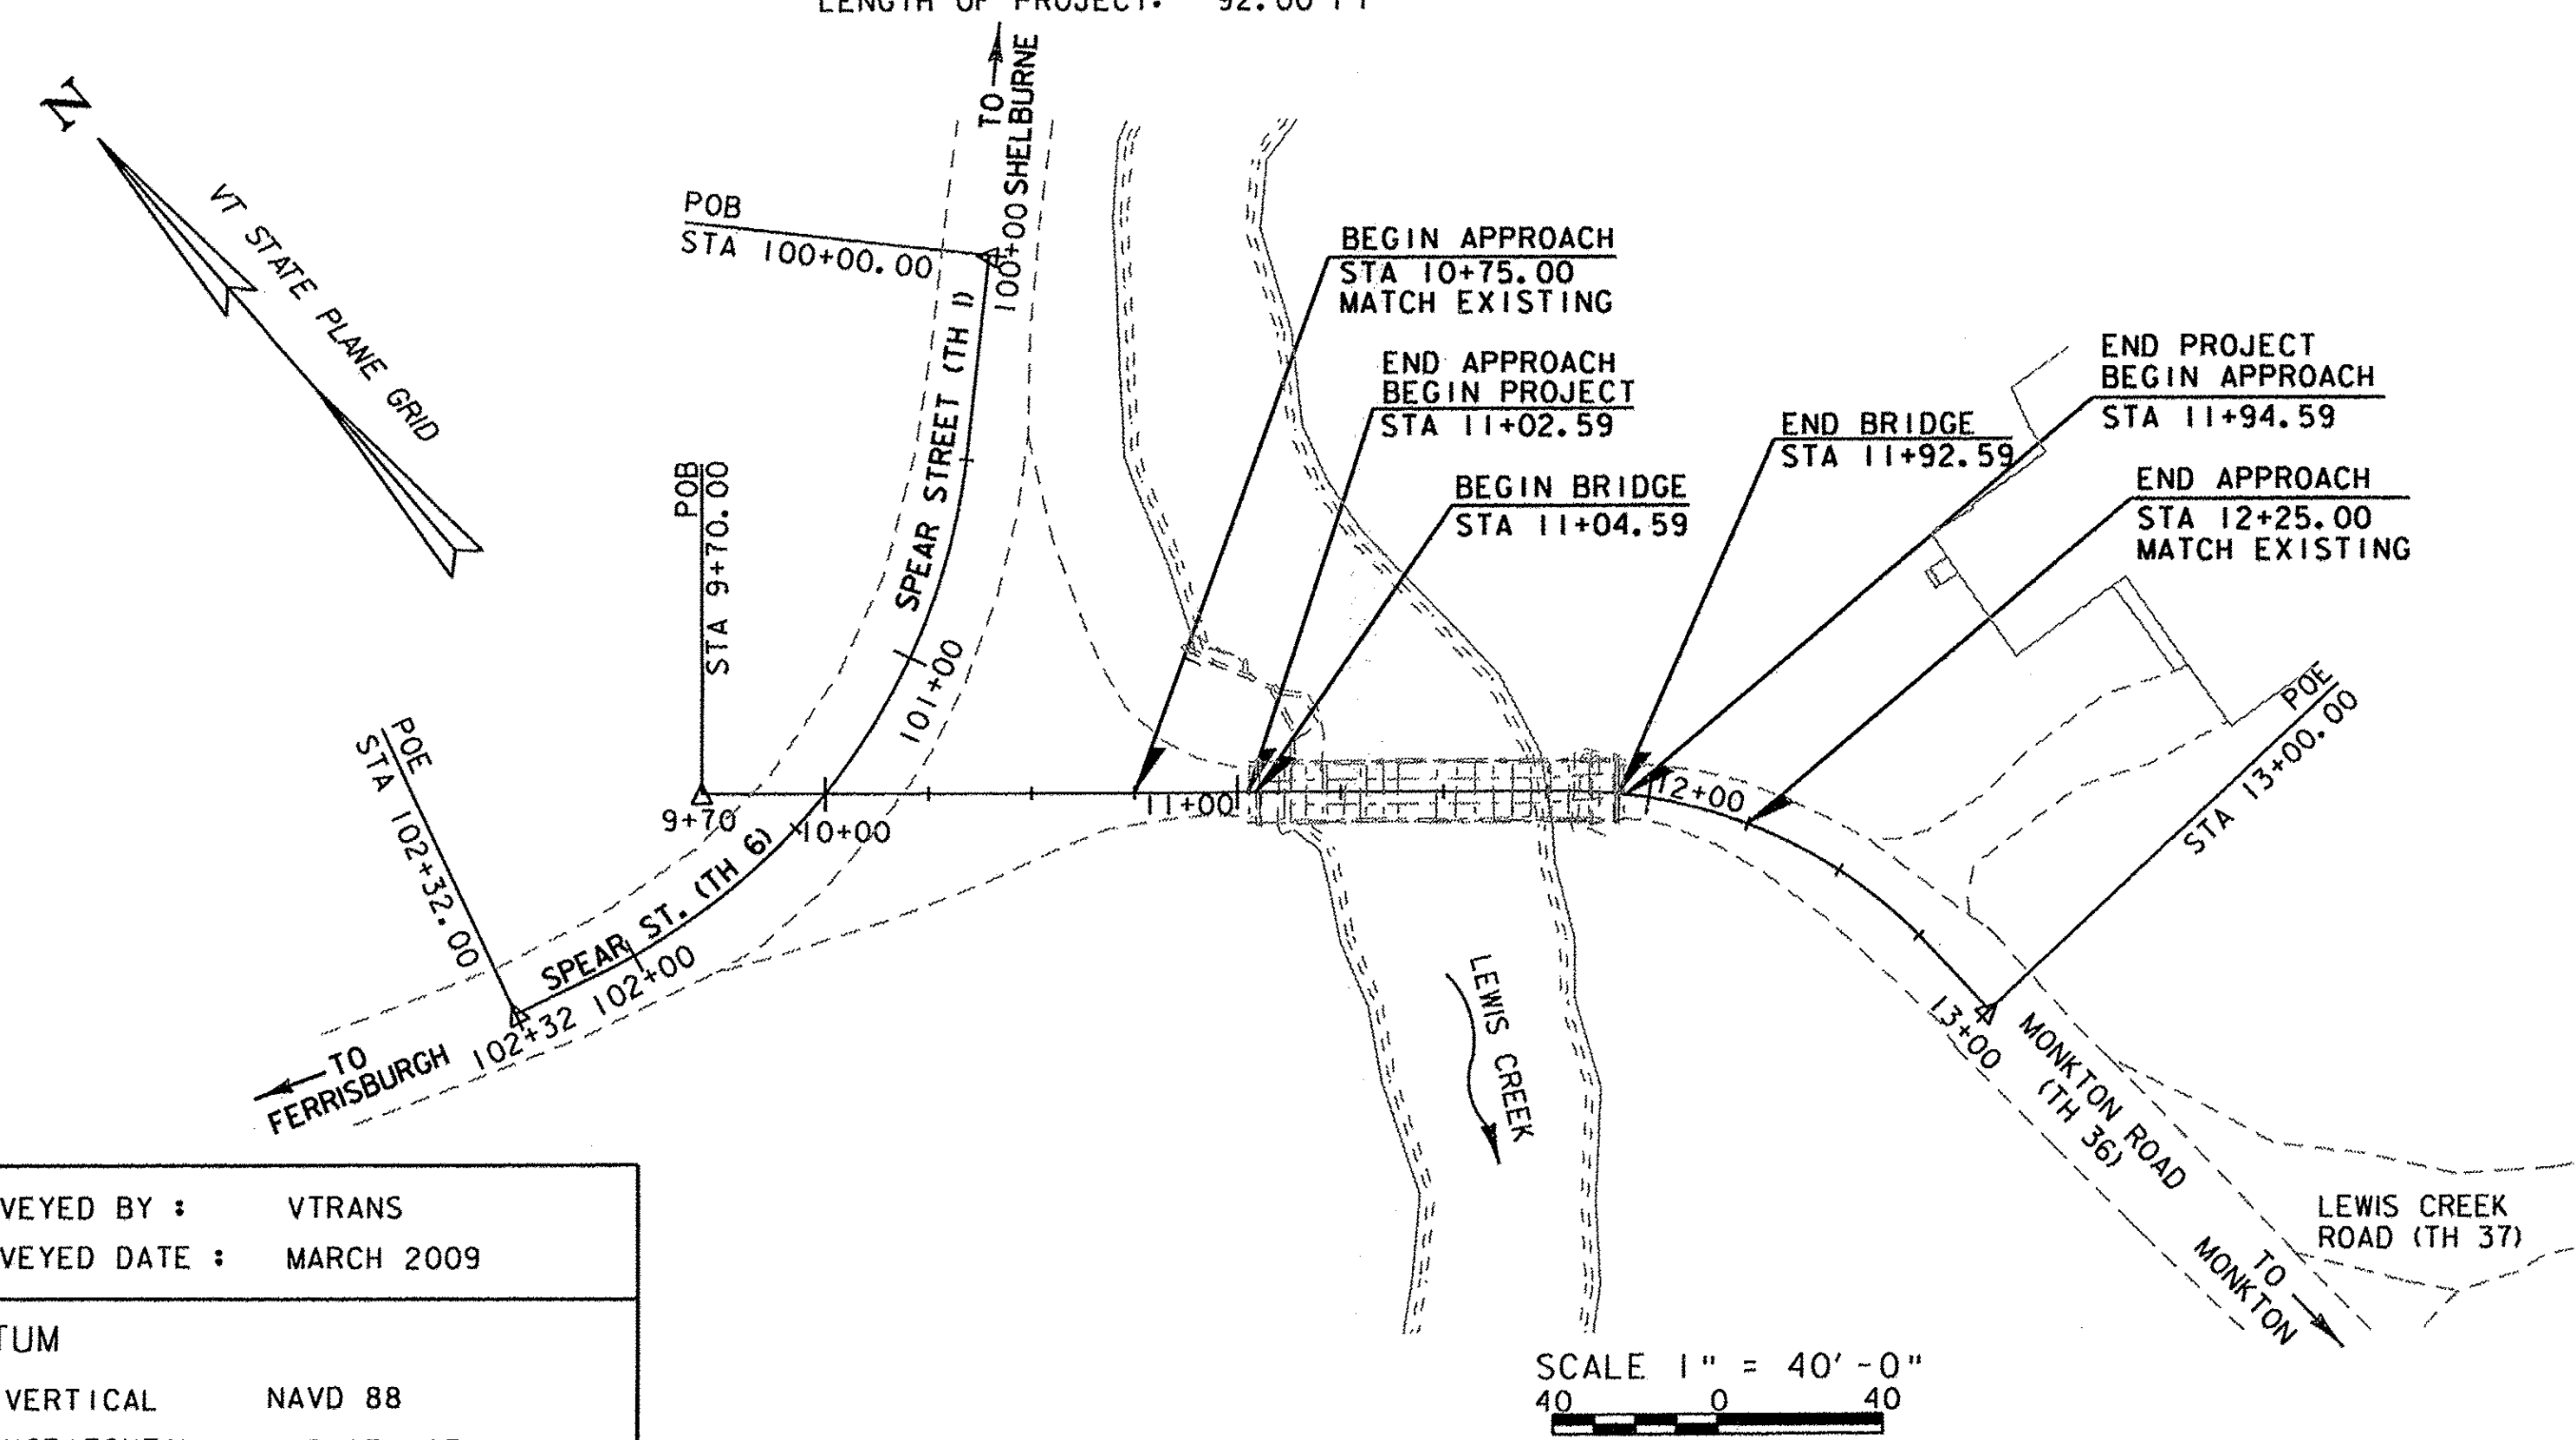 LENGTH OF PROJECT: 92.00 FT
N
VT STATE PLANE GRID
TO
SHELBURNE
100+00
POB
STA 100+00.00
SPEAR STREET (TH 1)
101+00
POB
STA 9+70.00
9+70
10+00
11+00
12+00
13+00
BEGIN APPROACH
STA 10+75.00
MATCH EXISTING
END APPROACH
BEGIN PROJECT
STA 11+02.59
BEGIN BRIDGE
STA 11+04.59
END BRIDGE
STA 11+92.59
END PROJECT
BEGIN APPROACH
STA 11+94.59
END APPROACH
STA 12+25.00
MATCH EXISTING
POE
STA 13+00.00
POE
STA 102+32.00
SPEAR ST. (TH 6)
102+00
102+32
TO
FERRISBURGH
LEWIS CREEK
MONKTON ROAD
(TH 36)
TO
MONKTON
LEWIS CREEK
ROAD (TH 37)
VEYED BY : VTRANS
VEYED DATE : MARCH 2009
TUM
VERTICAL NAVD 88
SCALE 1" = 40'-0"
40 0 40